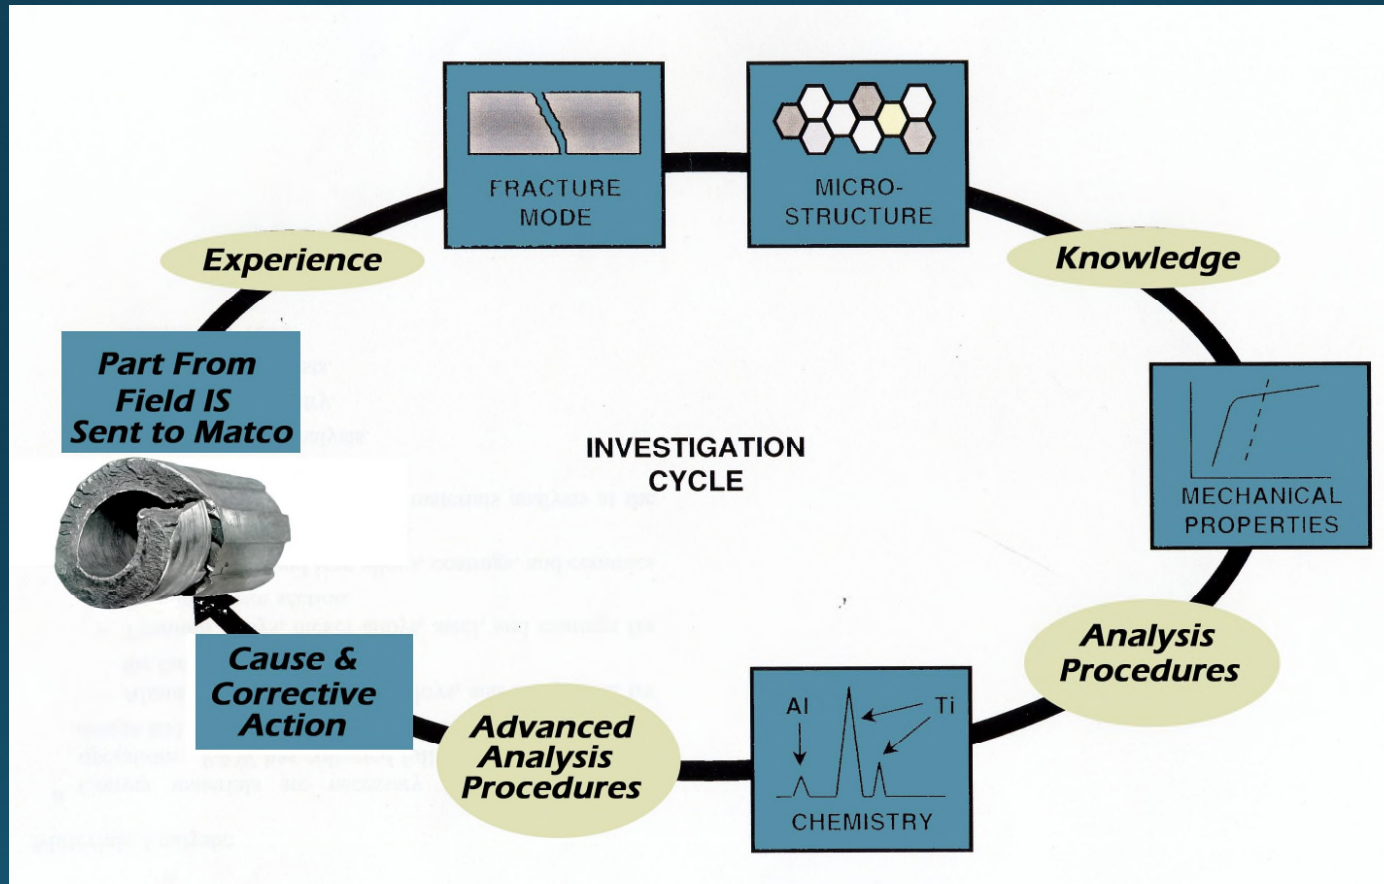 FRACTURE
MODE
MICRO-
STRUCTURE
Experience
Knowledge
Part From
Field IS
Sent to Matco
INVESTIGATION
CYCLE
MECHANICAL
PROPERTIES
Cause &
Corrective
Action
Analysis
Procedures
Advanced
Analysis
Procedures
Al
Ti
CHEMISTRY